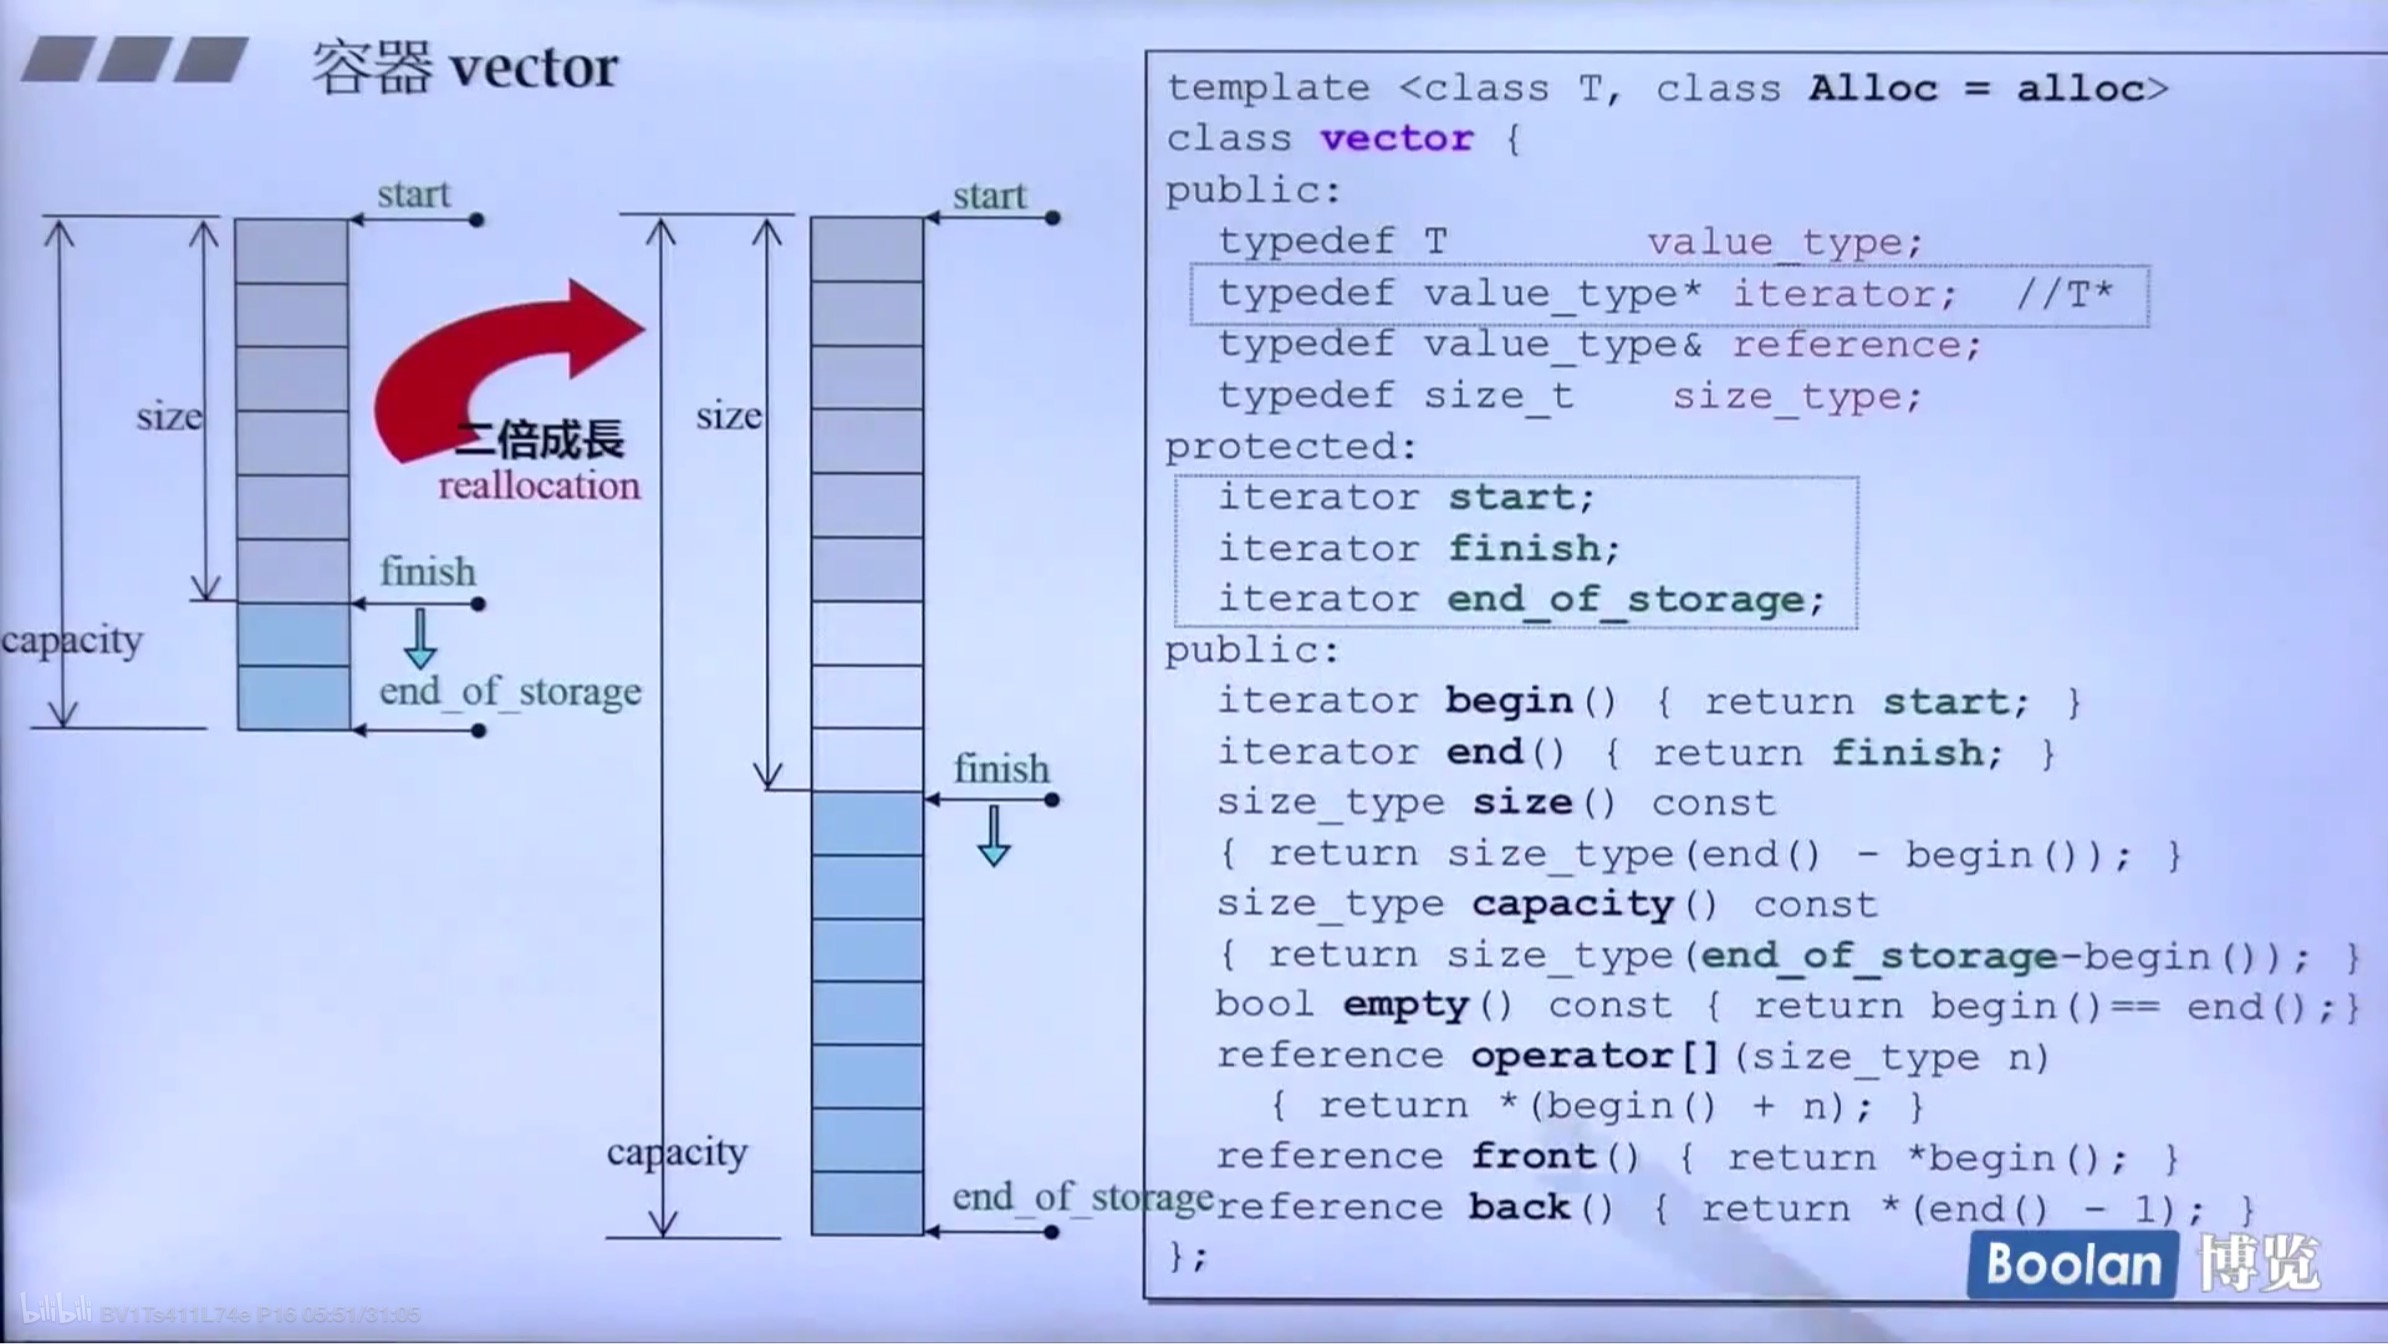 容器 vector
start
size
finish
capacity
end_of_storage
二倍成長
reallocation
start
size
finish
capacity
end_of_storage
template <class T, class Alloc = alloc>
class vector {
public:
typedef T value_type;
typedef value_type* iterator; //T*
typedef value_type& reference;
typedef size_t size_type;
protected:
iterator start;
iterator finish;
iterator end_of_storage;
public:
iterator begin() { return start; }
iterator end() { return finish; }
size_type size() const
{ return size_type(end() - begin()); }
size_type capacity() const
{ return size_type(end_of_storage-begin()); }
bool empty() const { return begin()== end();}
reference operator[](size_type n)
{ return *(begin() + n); }
reference front() { return *begin(); }
reference back() { return *(end() - 1); }
};
Boolan 博览
bilibili BV1Ts411L74e P16 05:51/31:05